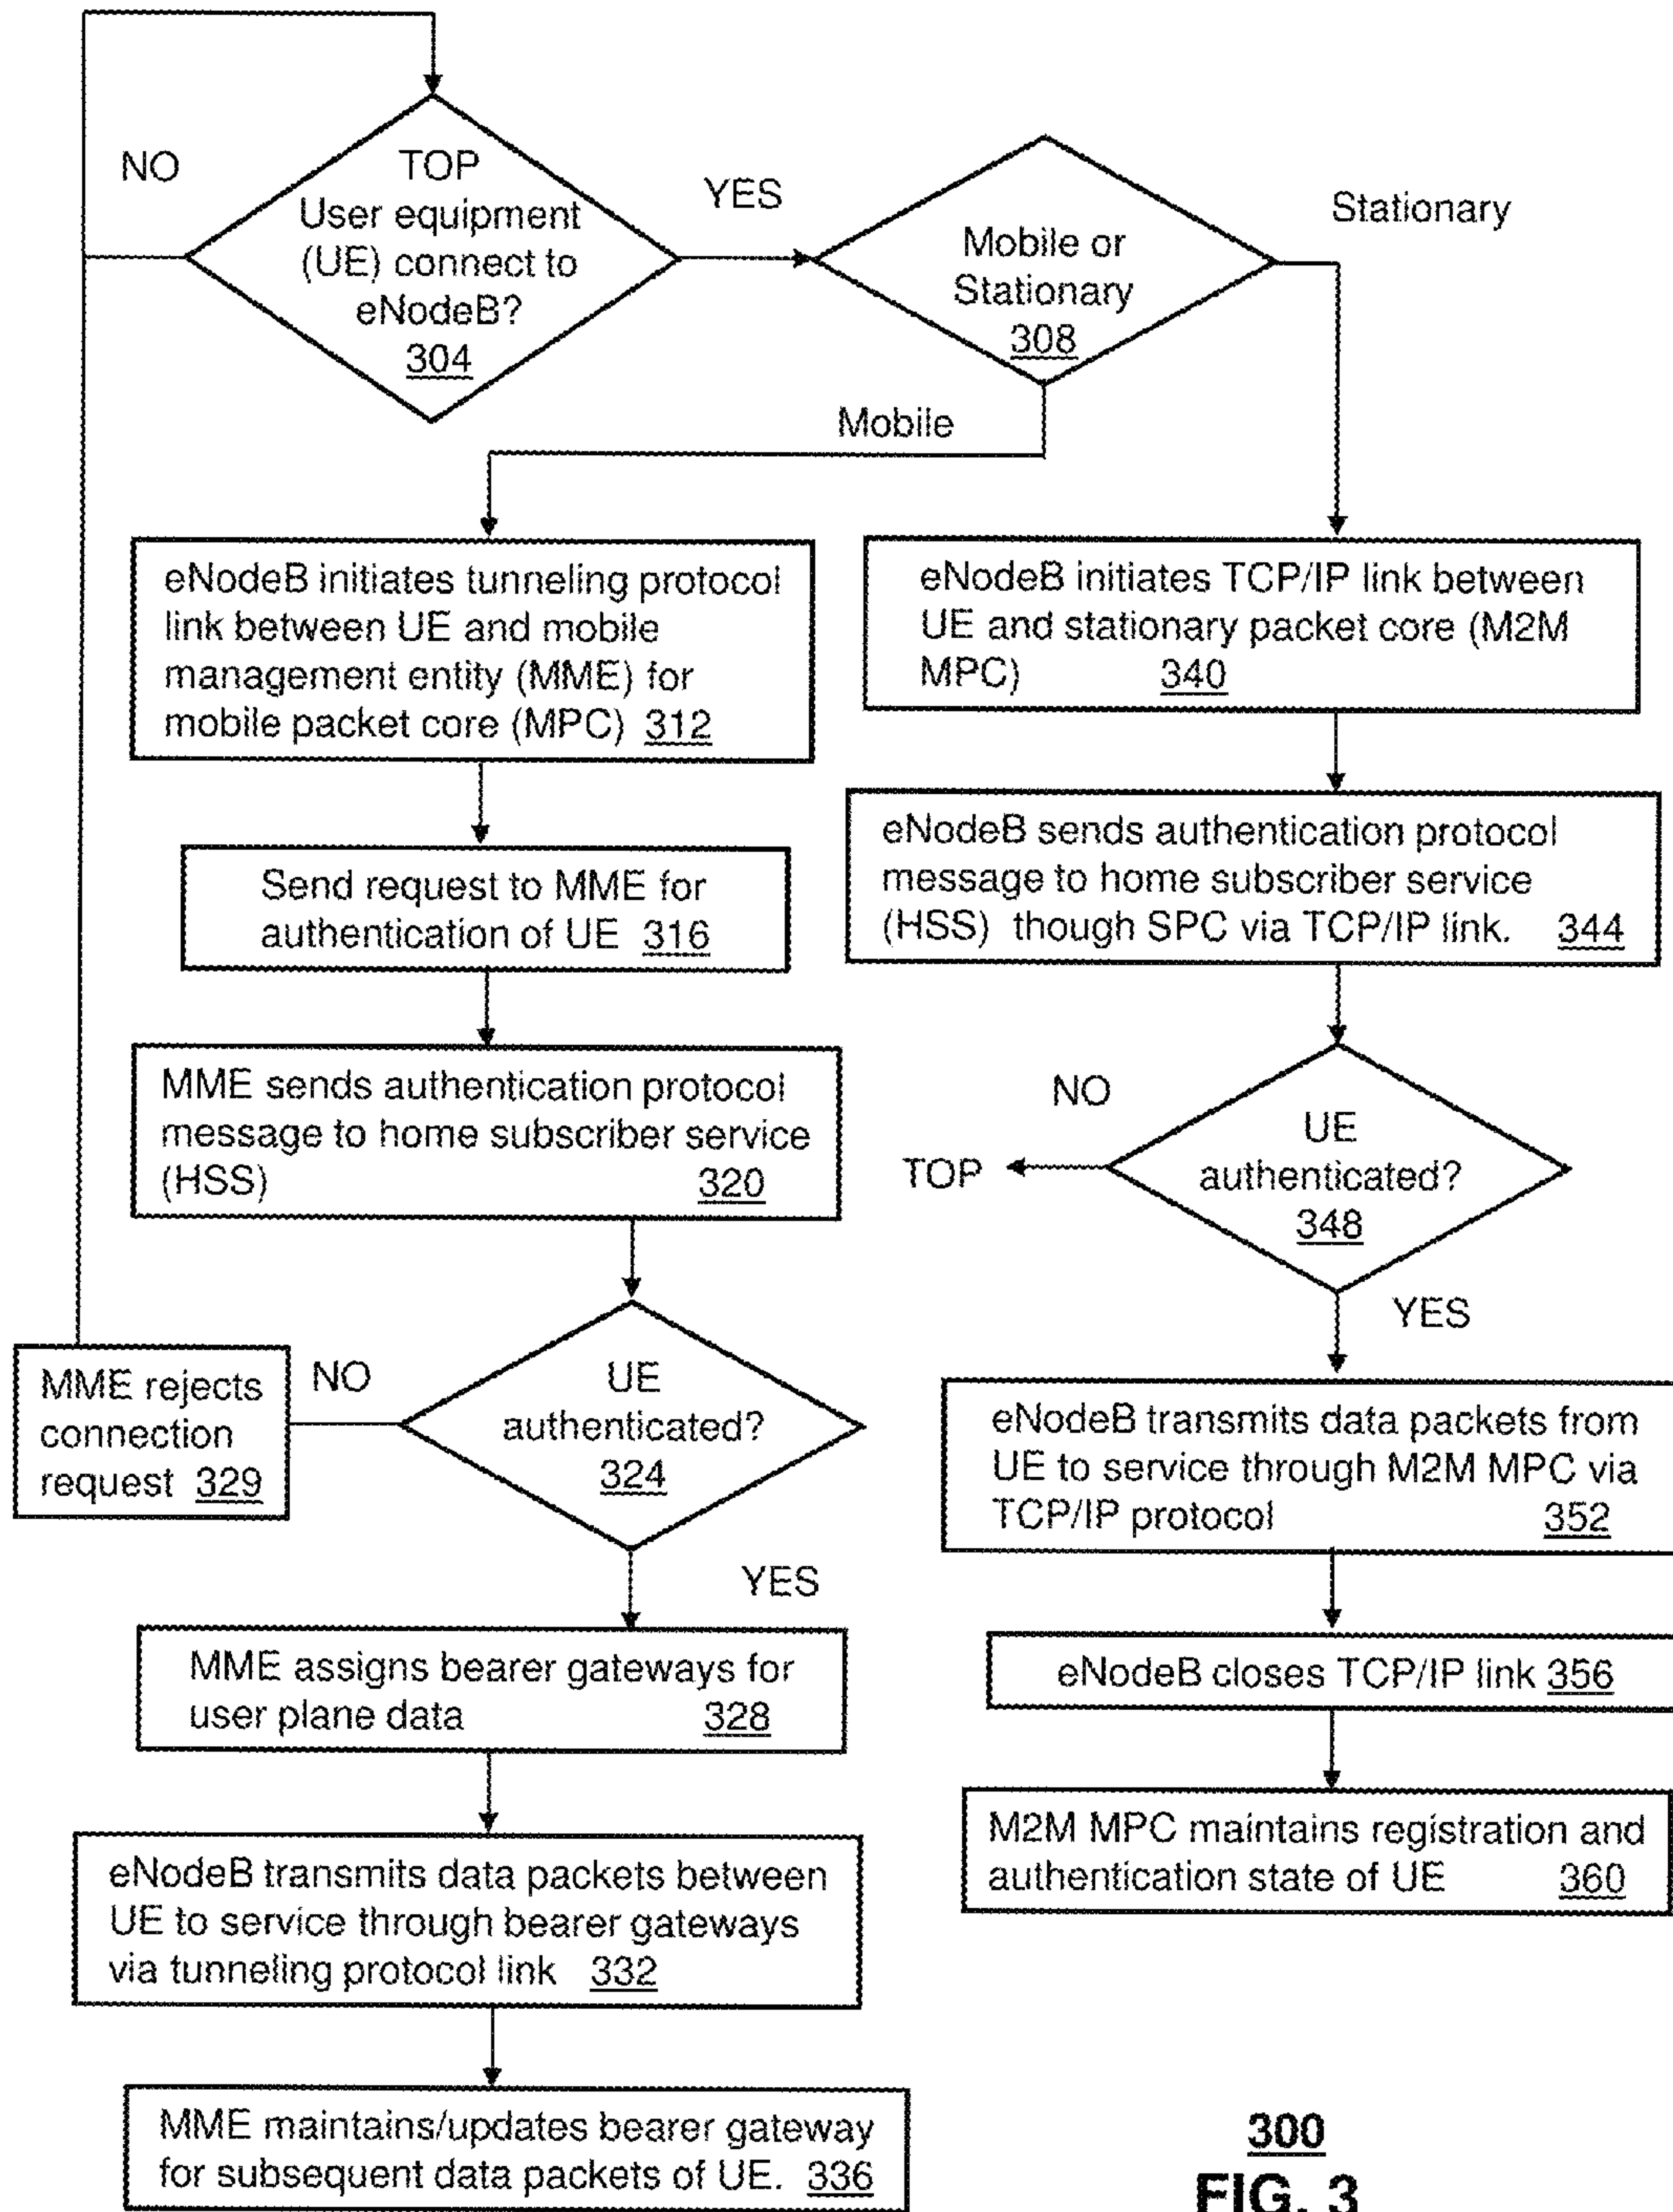 NO
TOP
User equipment
(UE) connect to
eNodeB?
304
YES
Mobile or
Stationary
308
Stationary
Mobile
eNodeB initiates tunneling protocol
link between UE and mobile
management entity (MME) for
mobile packet core (MPC) 312
Send request to MME for
authentication of UE 316
MME sends authentication protocol
message to home subscriber service
(HSS) 320
UE
authenticated?
324
NO
MME rejects
connection
request 329
YES
MME assigns bearer gateways for
user plane data 328
eNodeB transmits data packets between
UE to service through bearer gateways
via tunneling protocol link 332
MME maintains/updates bearer gateway
for subsequent data packets of UE. 336
eNodeB initiates TCP/IP link between
UE and stationary packet core (M2M
MPC) 340
eNodeB sends authentication protocol
message to home subscriber service
(HSS) though SPC via TCP/IP link. 344
NO
TOP
UE
authenticated?
348
YES
eNodeB transmits data packets from
UE to service through M2M MPC via
TCP/IP protocol 352
eNodeB closes TCP/IP link 356
M2M MPC maintains registration and
authentication state of UE 360
300
FIG. 3